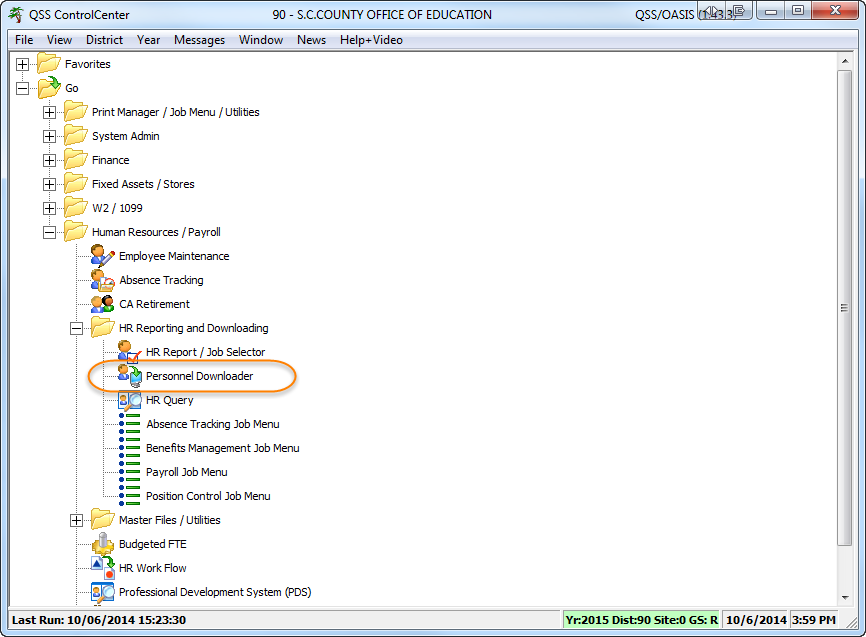 QSS ControlCenter 90 - S.C.COUNTY OFFICE OF EDUCATION QSS/OASIS (1.43.3)
File View District Year Messages Window News Help+Video
Favorites
Go
Print Manager / Job Menu / Utilities
System Admin
Finance
Fixed Assets / Stores
W2 / 1099
Human Resources / Payroll
Employee Maintenance
Absence Tracking
CA Retirement
HR Reporting and Downloading
HR Report / Job Selector
Personnel Downloader
HR Query
Absence Tracking Job Menu
Benefits Management Job Menu
Payroll Job Menu
Position Control Job Menu
Master Files / Utilities
Budgeted FTE
HR Work Flow
Professional Development System (PDS)
Last Run: 10/06/2014 15:23:30 Yr:2015 Dist:90 Site:0 GS: R 10/6/2014 3:59 PM